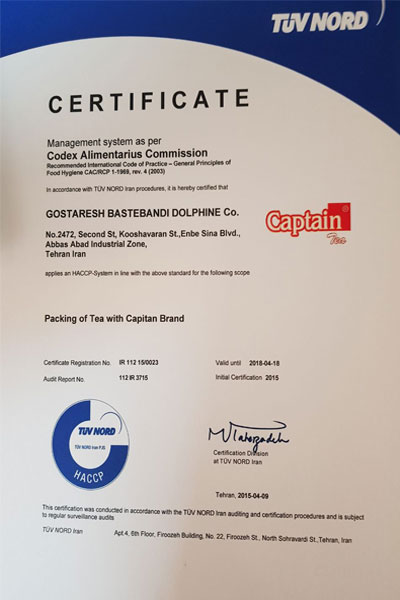 TÜV NORD
CERTIFICATE
Management system as per
Codex Alimentarius Commission
Recommended International Code of Practice – General Principles of
Food Hygiene CAC/RCP 1-1969, rev. 4 (2003)
In accordance with TÜV NORD Iran procedures, it is hereby certified that
GOSTARESH BASTEBANDI DOLPHINE Co.
No.2472, Second St, Kooshavaran St.,Enbe Sina Blvd.,
Abbas Abad Industrial Zone,
Tehran Iran
Captain
Tea
applies an HACCP-System in line with the above standard for the following scope
Packing of Tea with Capitan Brand
Certificate Registration No. IR 112 15/0023
Valid until 2018-04-18
Audit Report No. 112 IR 3715
Initial Certification 2015
TÜV NORD
TÜV NORD Iran PJS
HACCP
Certification Division
at TÜV NORD Iran
Tehran, 2015-04-09
This certification was conducted in accordance with the TÜV NORD Iran auditing and certification procedures and is subject
to regular surveillance audits
TÜV NORD Iran Apt.4, 6th Floor, Firoozeh Building, No. 22, Firoozeh St., North Sohravardi St.,Tehran, Iran